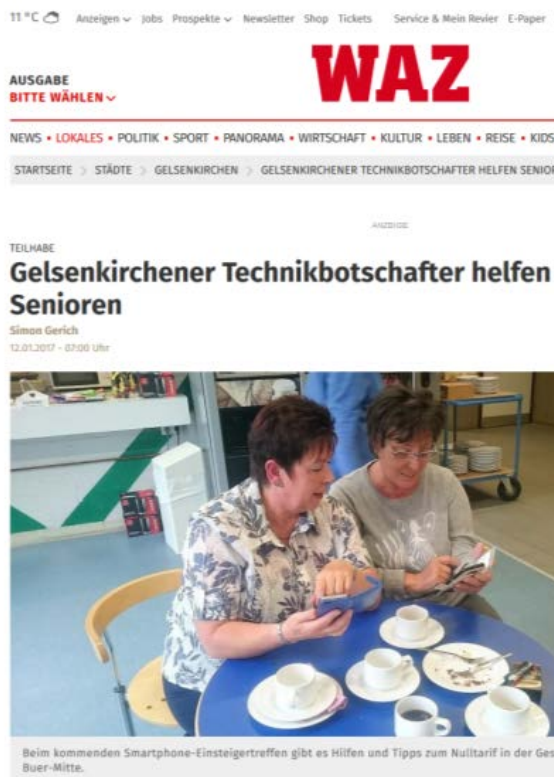 11 °C Anzeigen Jobs Prospekte Newsletter Shop Tickets Service & Mein Revier E-Paper
AUSGABE
BITTE WÄHLEN
WAZ
NEWS • LOKALES • POLITIK • SPORT • PANORAMA • WIRTSCHAFT • KULTUR • LEBEN • REISE • KIDS
STARTSEITE > STÄDTE > GELSENKIRCHEN > GELSENKIRCHENER TECHNIKBOTSCHAFTER HELFEN SENIOR
ANZEIGE
TEILHABE
Gelsenkirchener Technikbotschafter helfen
Senioren
Simon Gerich
12.01.2017 - 07:00 Uhr
Beim kommenden Smartphone-Einsteigertreffen gibt es Hilfen und Tipps zum Nulltarif in der Ges
Buer-Mitte.